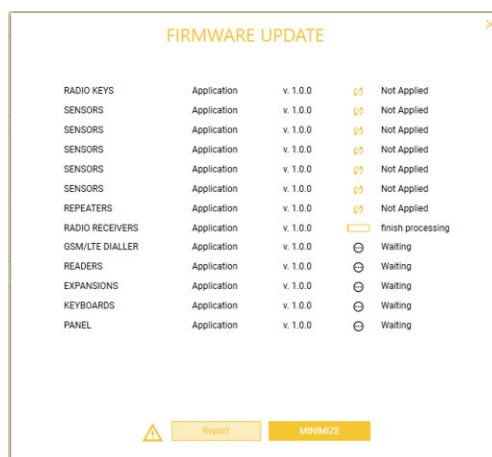 FIRMWARE UPDATE
RADIO KEYS Application v. 1.0.0 Not Applied
SENSORS Application v. 1.0.0 Not Applied
SENSORS Application v. 1.0.0 Not Applied
SENSORS Application v. 1.0.0 Not Applied
SENSORS Application v. 1.0.0 Not Applied
SENSORS Application v. 1.0.0 Not Applied
REPEATERS Application v. 1.0.0 Not Applied
RADIO RECEIVERS Application v. 1.0.0 finish processing
GSM/LTE DIALLER Application v. 1.0.0 Waiting
READERS Application v. 1.0.0 Waiting
EXPANSIONS Application v. 1.0.0 Waiting
KEYBOARDS Application v. 1.0.0 Waiting
PANEL Application v. 1.0.0 Waiting
Report MINIMIZE